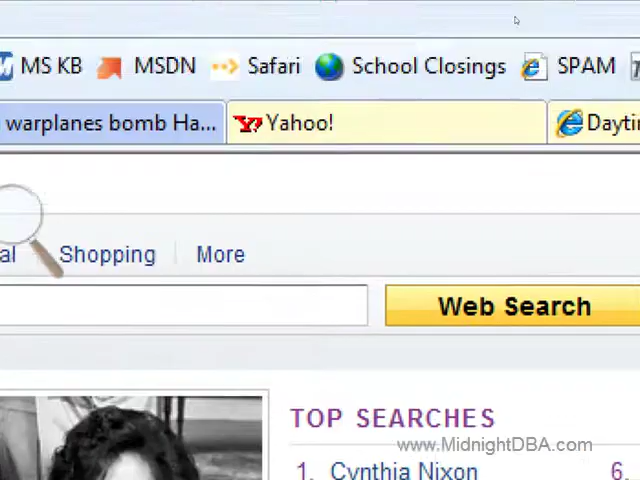 MS KB MSDN Safari School Closings SPAM
warplanes bomb Ha... Yahoo!
Shopping More
Web Search
TOP SEARCHES
www.MidnightDBA.com
1. Cynthia Nixon 6.